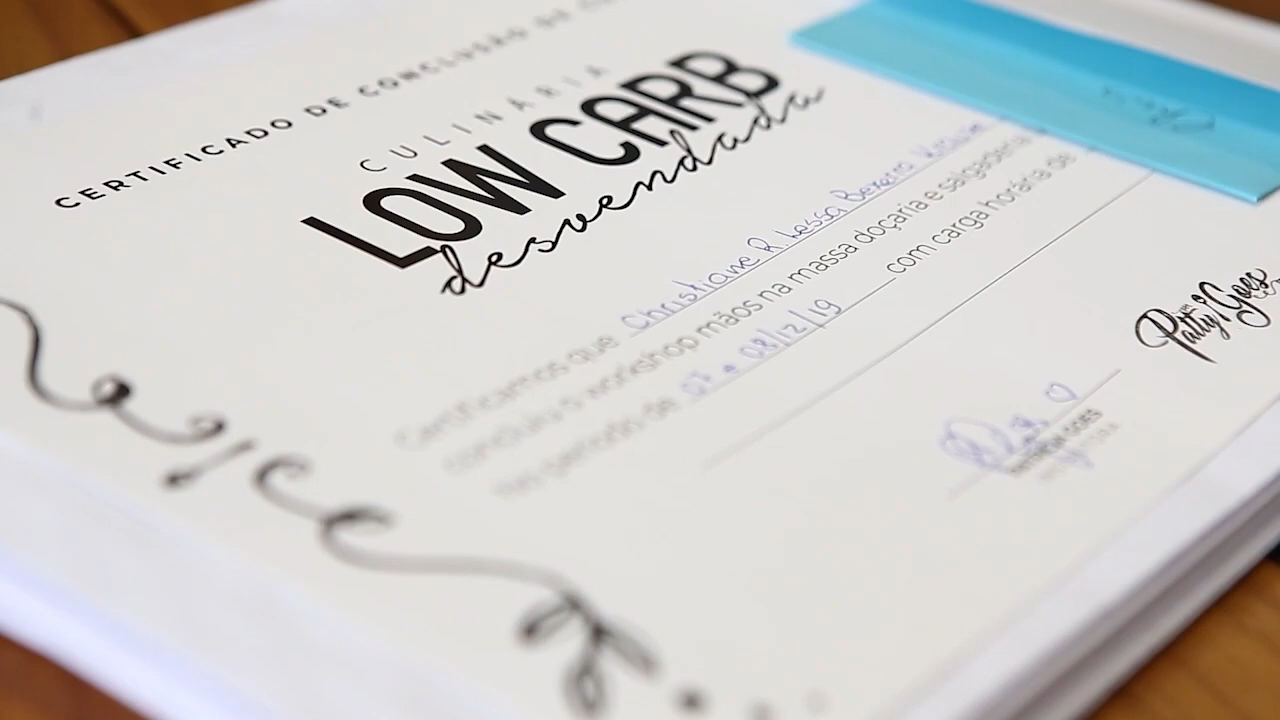 CERTIFICADO DE CONCLUSÃO DE
CULINÁRIA
LOW CARB
desvendada
Certificamos que Christiane R. Lessa Bezerra
concluiu o workshop mãos na massa doçaria e salgaderia
no período de 07 e 08/12/19 com carga horária de
Patty Goes
GOES